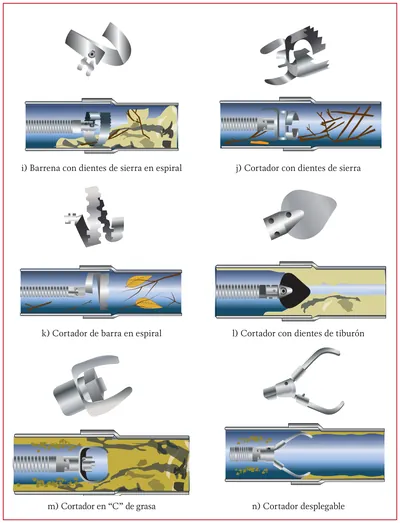 i) Barrena con dientes de sierra en espiral
j) Cortador con dientes de sierra
k) Cortador de barra en espiral
l) Cortador con dientes de tiburón
m) Cortador en “C” de grasa
n) Cortador desplegable